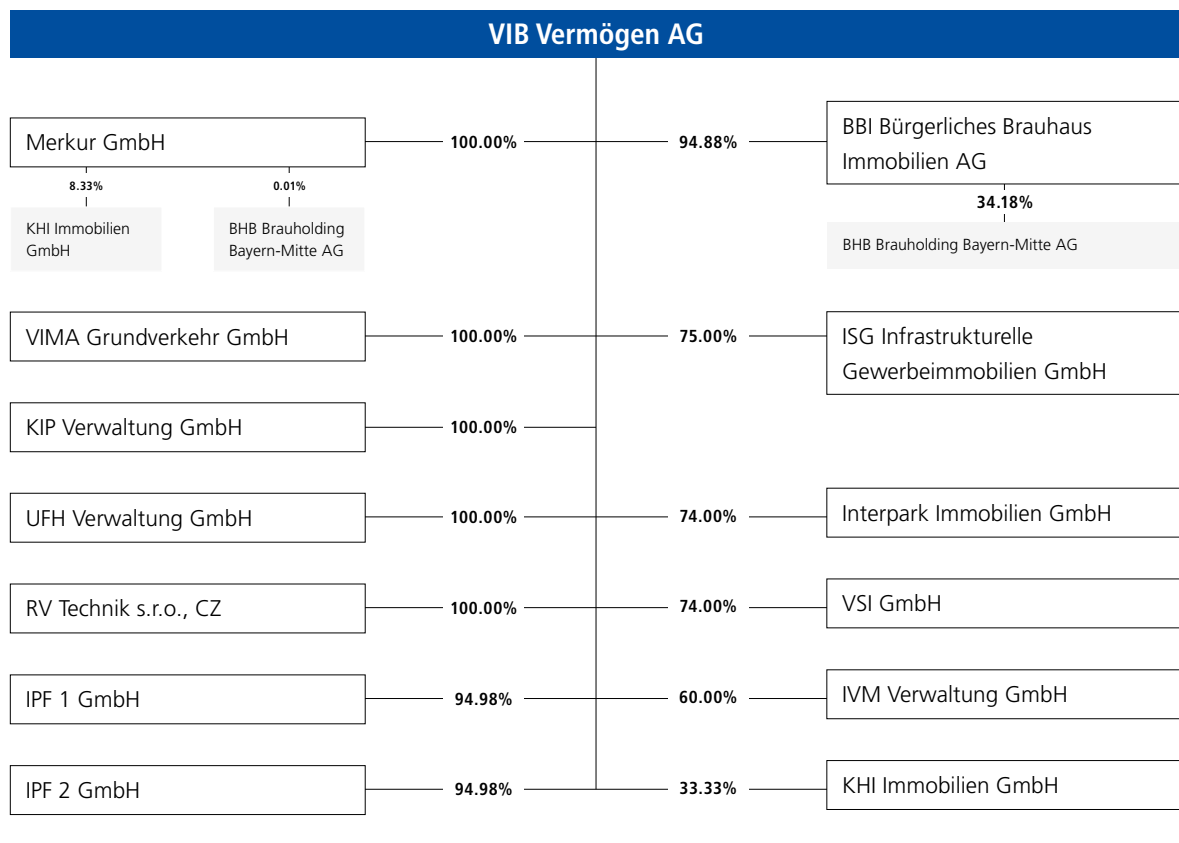 VIB Vermögen AG
Merkur GmbH
100.00%
94.88%
BBI Bürgerliches Brauhaus
Immobilien AG
8.33%
0.01%
34.18%
KHI Immobilien
GmbH
BHB Brauholding
Bayern-Mitte AG
BHB Brauholding Bayern-Mitte AG
VIMA Grundverkehr GmbH
100.00%
75.00%
ISG Infrastrukturelle
Gewerbeimmobilien GmbH
KIP Verwaltung GmbH
100.00%
UFH Verwaltung GmbH
100.00%
74.00%
Interpark Immobilien GmbH
RV Technik s.r.o., CZ
100.00%
74.00%
VSI GmbH
IPF 1 GmbH
94.98%
60.00%
IVM Verwaltung GmbH
IPF 2 GmbH
94.98%
33.33%
KHI Immobilien GmbH